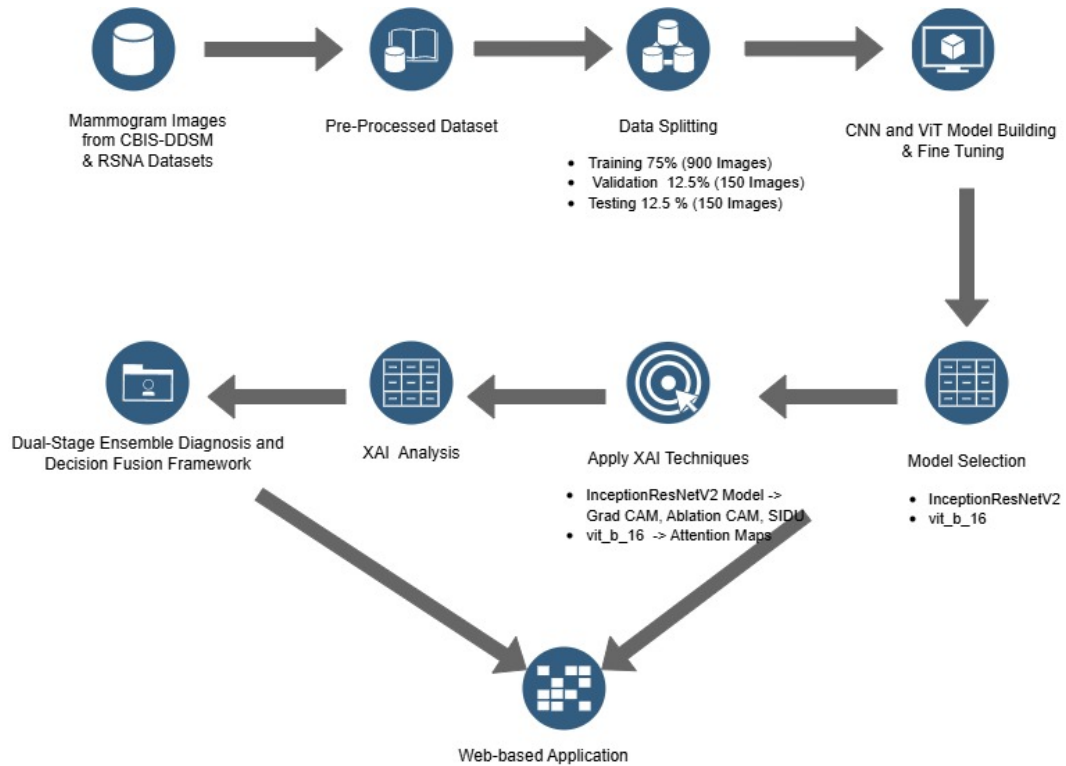 Mammogram Images
from CBIS-DDSM
& RSNA Datasets
Pre-Processed Dataset
Data Splitting
• Training 75% (900 Images)
• Validation 12.5% (150 Images)
• Testing 12.5 % (150 Images)
CNN and ViT Model Building
& Fine Tuning
Dual-Stage Ensemble Diagnosis and
Decision Fusion Framework
XAI Analysis
Apply XAI Techniques
• InceptionResNetV2 Model ->
Grad CAM, Ablation CAM, SIDU
• vit_b_16 -> Attention Maps
Model Selection
• InceptionResNetV2
• vit_b_16
Web-based Application